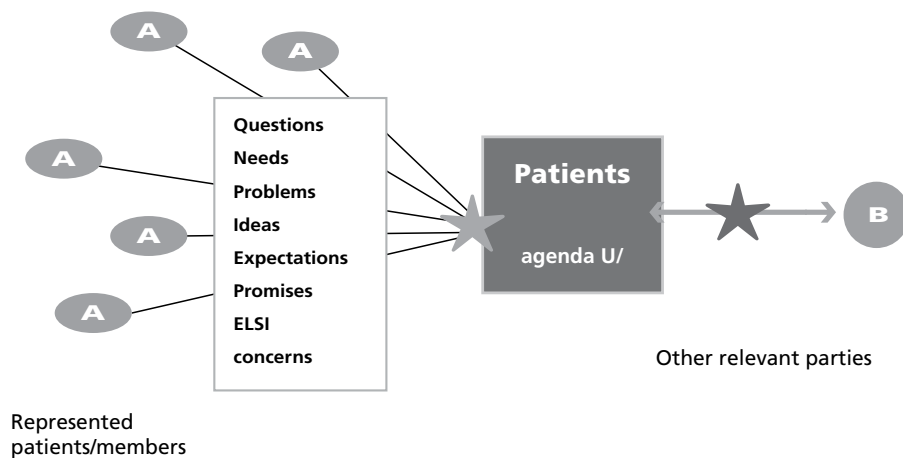 A
A
A
A
A
Questions
Needs
Problems
Ideas
Expectations
Promises
ELSI
concerns
Patients
agenda U/
B
Other relevant parties
Represented
patients/members